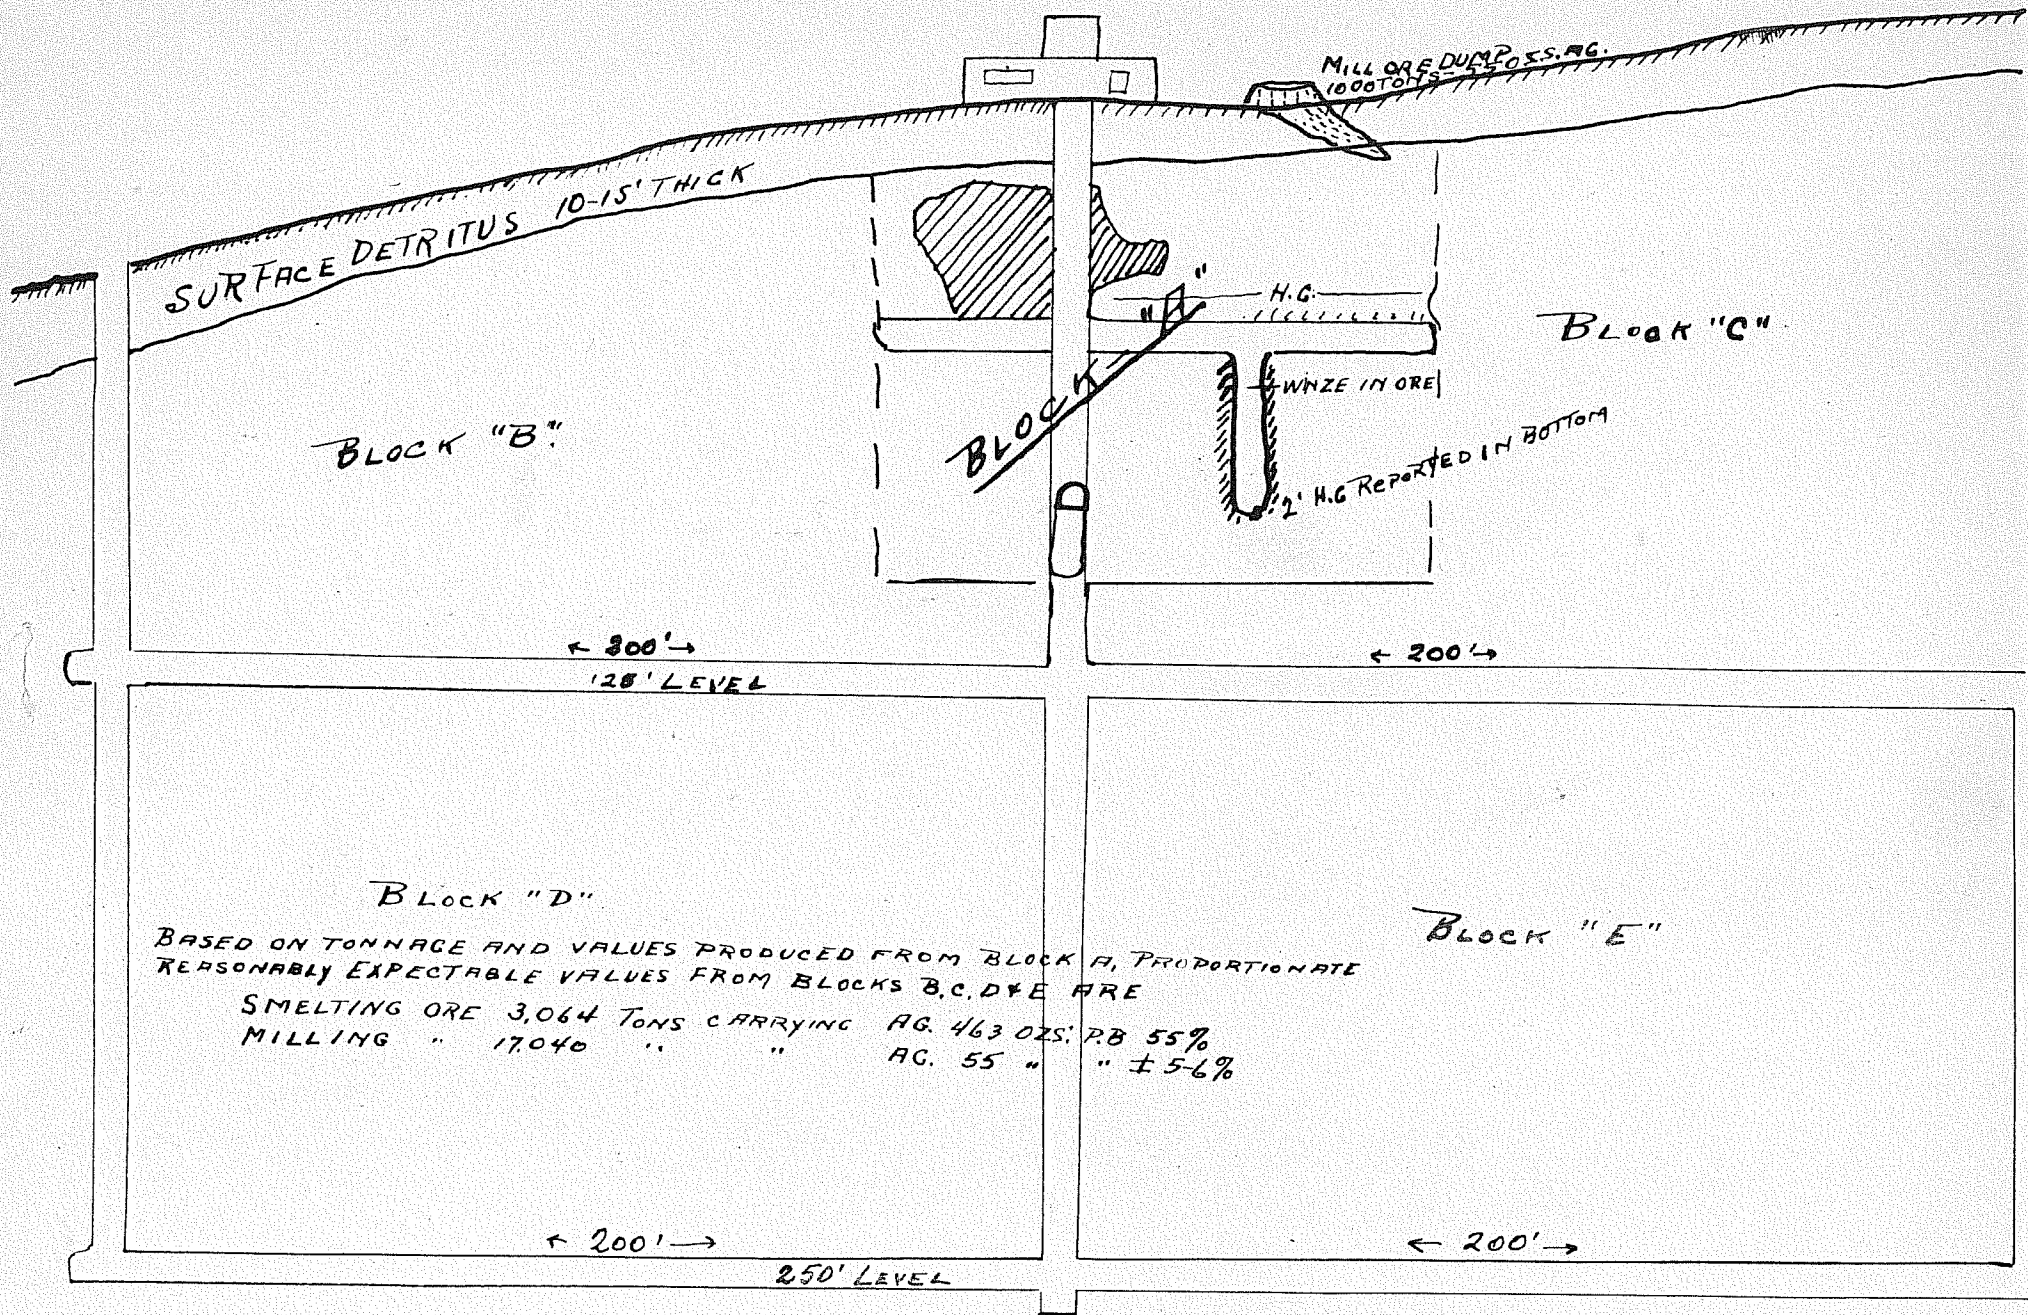 MILL ORE DUMP OZS. AG.
1000 TONS
SURFACE DETRITUS 10-15' THICK
H.G.
BLOCK "A"
BLOCK "C"
WINZE IN ORE
BLOCK "B"
2' H.G REPORTED IN BOTTOM
← 200' →
← 200' →
LEVEL
BLOCK "D"
BLOCK "E"
BASED ON TONNAGE AND VALUES PRODUCED FROM BLOCK A, PROPORTIONATE
REASONABLY EXPECTABLE VALUES FROM BLOCKS B, C, D & E ARE
SMELTING ORE 3,064 TONS CARRYING AG. 463 OZS. P.B 55%
MILLING " 17.040 " " AG. 55 " " ± 5-6%
← 200' →
← 200' →
250' LEVEL